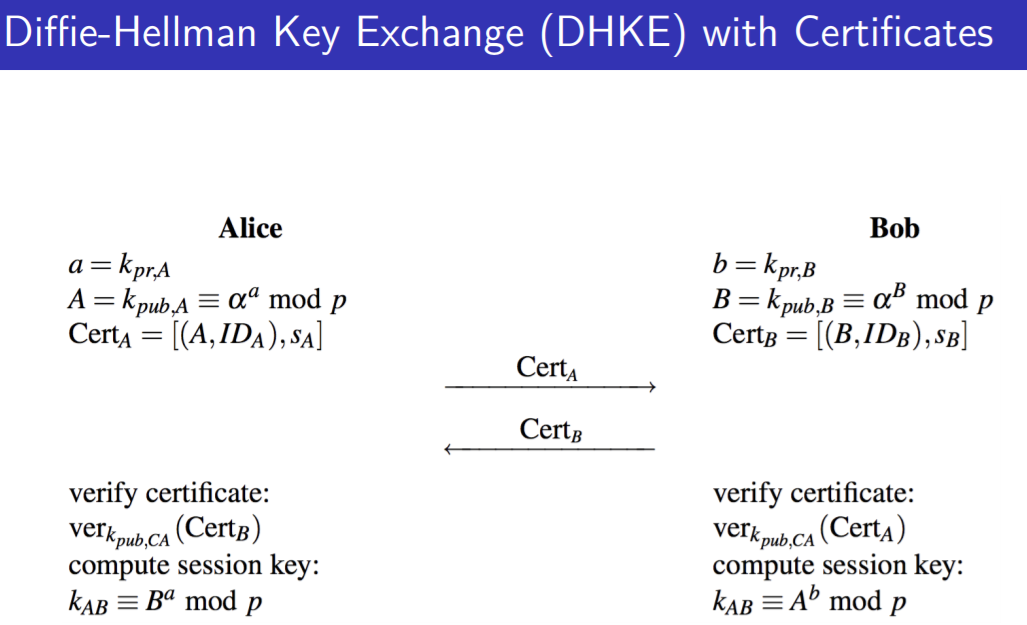 Diffie-Hellman Key Exchange (DHKE) with Certificates
Alice
a = k_{pr,A}
A = k_{pub,A} ≡ α^a mod p
Cert_A = [(A, ID_A), s_A]
Bob
b = k_{pr,B}
B = k_{pub,B} ≡ α^B mod p
Cert_B = [(B, ID_B), s_B]
Cert_A
Cert_B
verify certificate:
ver_{k_{pub,CA}}(Cert_B)
compute session key:
k_{AB} ≡ B^a mod p
verify certificate:
ver_{k_{pub,CA}}(Cert_A)
compute session key:
k_{AB} ≡ A^b mod p